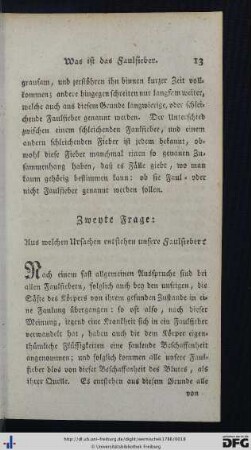 Was ist das Faulfieber. 13
grausam, und zerstöhren ihn binnen kurzer Zeit voll-
kommen; andere hingegen schreiten nur langsam weiter,
welche auch aus diesem Grunde langwierige, oder schlei-
chende Faulfieber genannt werden. Der Unterschied
zwischen einem schleichenden Faulfieber, und einem
andern schleichenden Fieber ist jedem bekannt, ob-
wohl diese Fieber manchmal einen so genauen Zu-
sammenhang haben, daß es Fälle giebt, wo man
kaum gehörig bestimmen kann: ob sie Faul- oder
nicht Faulfieber genannt werden sollen.
Zweyte Frage:
Aus welchen Ursachen entstehen unsere Faulfieber?
Nach einem fast allgemeinen Ausspruche sind bei
allen Faulfiebern, folglich auch bey den unsrigen, die
Säfte des Körpers von ihrem gesunden Zustande in ei-
ne Faulung übergangen: so oft also, nach dieser
Meinung, irgend eine Krankheit sich in ein Faulfieber
verwandelt hat, haben auch die dem Körper eigen-
thümliche Flüssigkeiten eine faulende Beschaffenheit
angenommen; und folglich kommen alle unsere Faul-
fieber blos von dieser Beschaffenheit des Blutes, als
ihrer Quelle. Es entstehen aus diesem Grunde alle
von
© Universitätsbibliothek Freiburg